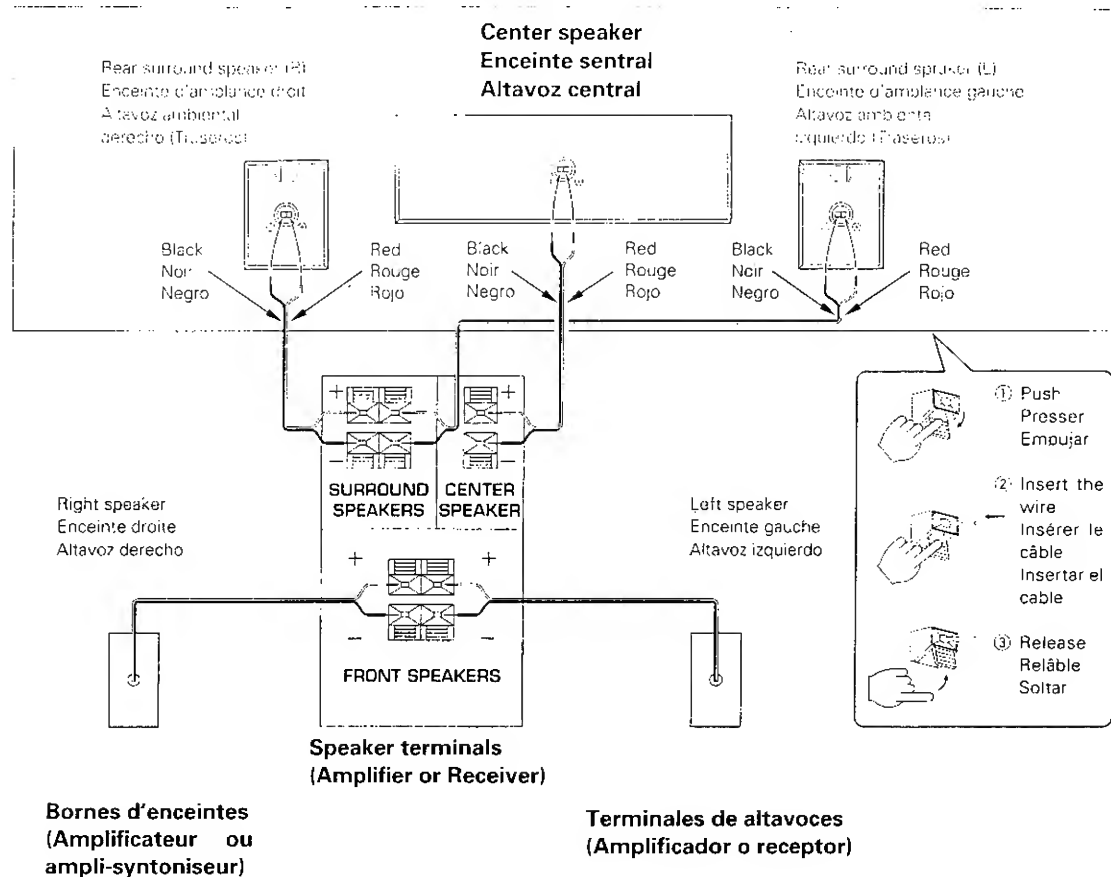 Center speaker
Enceinte sentral
Altavoz central
Rear surround speaker (R)
Enceinte d'ambiance droit
Altavoz ambiental
derecho (Traseros)
Rear surround speaker (L)
Enceinte d'ambiance gauche
Altavoz ambienta
izquierdo (Traseros)
Black
Noir
Negro
Red
Rouge
Rojo
Black
Noir
Negro
Red
Rouge
Rojo
Black
Noir
Negro
Red
Rouge
Rojo
+ +
− −
SURROUND
SPEAKERS
CENTER
SPEAKER
① Push
Presser
Empujar
② Insert the
wire
Insérer le
câble
Insertar el
cable
③ Release
Relâble
Soltar
Right speaker
Enceinte droite
Altavoz derecho
Left speaker
Enceinte gauche
Altavoz izquierdo
+ +
− −
FRONT SPEAKERS
Speaker terminals
(Amplifier or Receiver)
Bornes d'enceintes
(Amplificateur ou
ampli-syntoniseur)
Terminales de altavoces
(Amplificador o receptor)